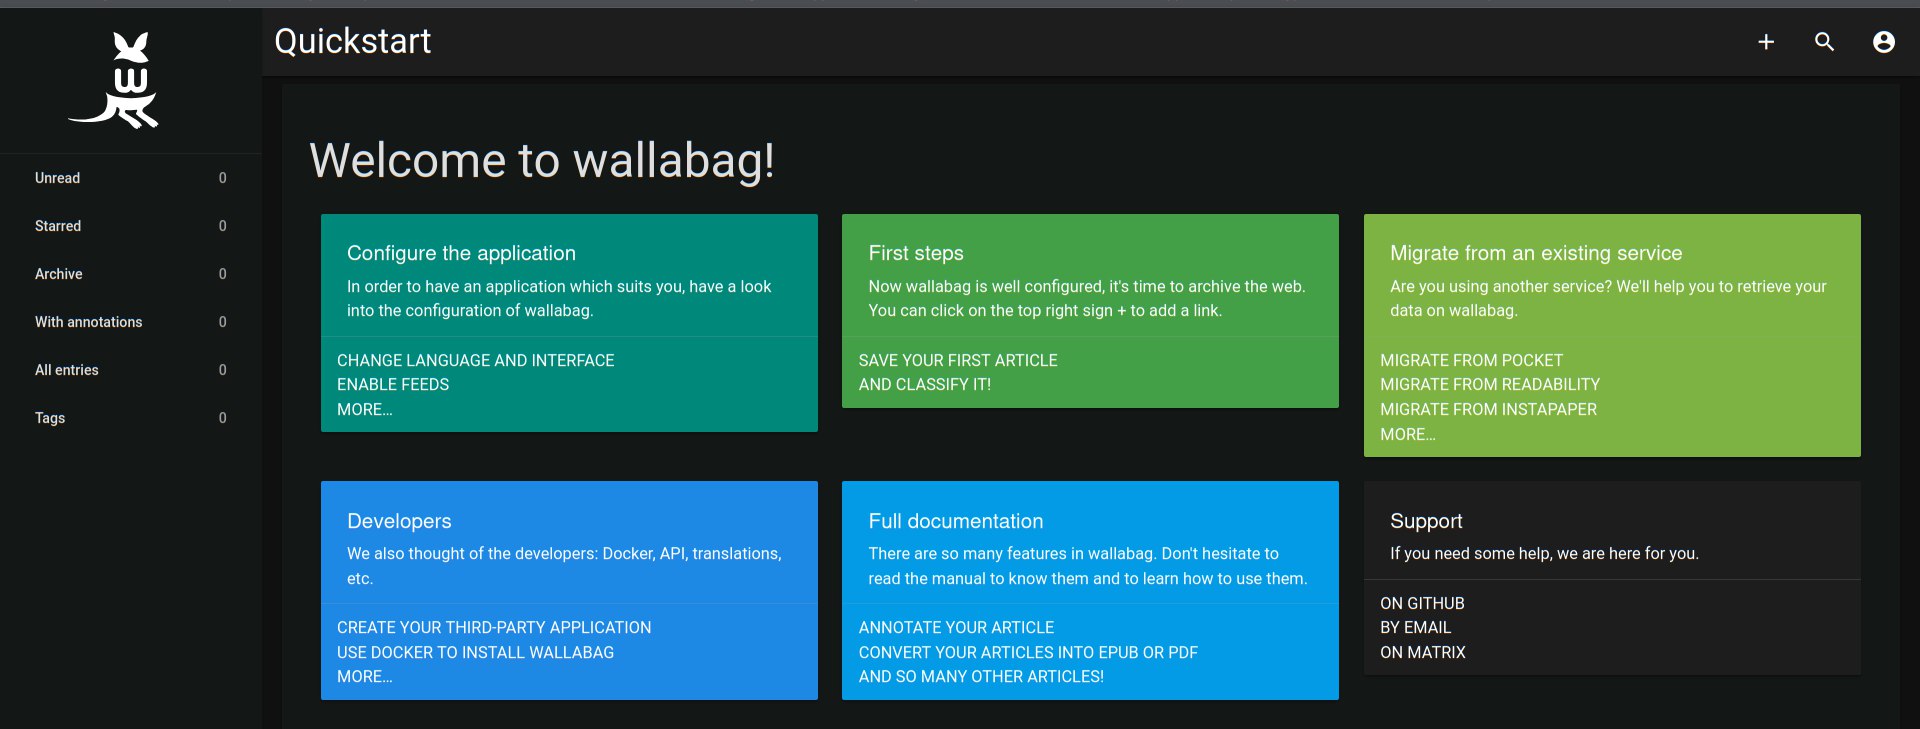 Quickstart
W
Unread 0
Starred 0
Archive 0
With annotations 0
All entries 0
Tags 0
Welcome to wallabag!
Configure the application
In order to have an application which suits you, have a look
into the configuration of wallabag.
CHANGE LANGUAGE AND INTERFACE
ENABLE FEEDS
MORE…
First steps
Now wallabag is well configured, it's time to archive the web.
You can click on the top right sign + to add a link.
SAVE YOUR FIRST ARTICLE
AND CLASSIFY IT!
Migrate from an existing service
Are you using another service? We'll help you to retrieve your
data on wallabag.
MIGRATE FROM POCKET
MIGRATE FROM READABILITY
MIGRATE FROM INSTAPAPER
MORE…
Developers
We also thought of the developers: Docker, API, translations,
etc.
CREATE YOUR THIRD-PARTY APPLICATION
USE DOCKER TO INSTALL WALLABAG
MORE…
Full documentation
There are so many features in wallabag. Don't hesitate to
read the manual to know them and to learn how to use them.
ANNOTATE YOUR ARTICLE
CONVERT YOUR ARTICLES INTO EPUB OR PDF
AND SO MANY OTHER ARTICLES!
Support
If you need some help, we are here for you.
ON GITHUB
BY EMAIL
ON MATRIX